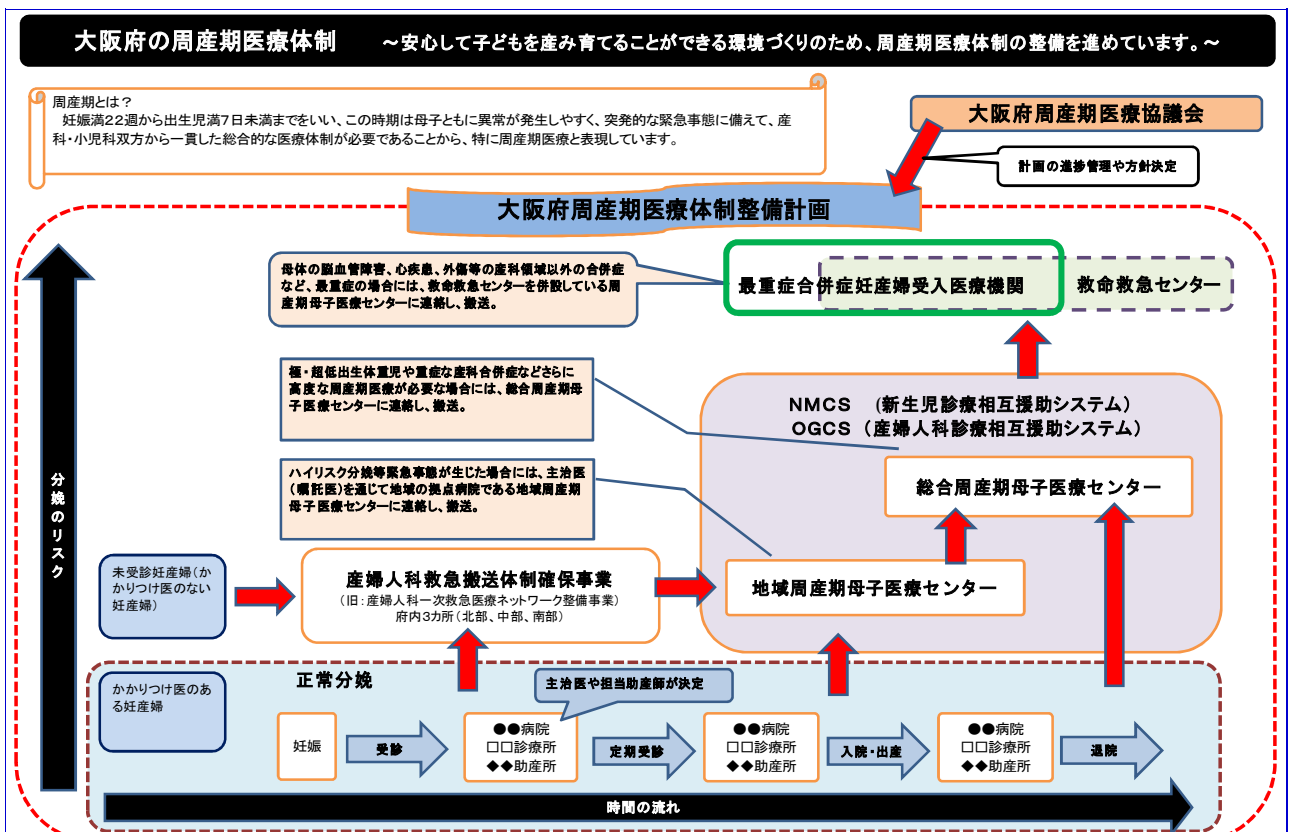 大阪府の周産期医療体制　～安心して子どもを産み育てることができる環境づくりのため、周産期医療体制の整備を進めています。～
周産期とは？
妊娠満２２週から出生児満７日未満までをいい、この時期は母子ともに異常が発生しやすく、突発的な緊急事態に備えて、産
科・小児科双方から一貫した総合的な医療体制が必要であることから、特に周産期医療と表現しています。
大阪府周産期医療協議会
計画の進捗管理や方針決定
大阪府周産期医療体制整備計画
母体の脳血管障害、心疾患、外傷等の産科領域以外の合併症
など、最重症の場合には、救命救急センターを併設している周
産期母子医療センターに連絡し、搬送。
最重症合併症妊産婦受入医療機関
救命救急センター
極・超低出生体重児や重症な産科合併症などさらに
高度な周産期医療が必要な場合には、総合周産期母
子医療センターに連絡し、搬送。
ＮＭＣＳ　(新生児診療相互援助システム)
ＯＧＣＳ　(産婦人科診療相互援助システム)
分娩のリスク
ハイリスク分娩等緊急事態が生じた場合には、主治医
（嘱託医）を通じて地域の拠点病院である地域周産期
母子医療センターに連絡し、搬送。
総合周産期母子医療センター
未受診妊産婦（か
かりつけ医のない
妊産婦）
産婦人科救急搬送体制確保事業
（旧：産婦人科一次救急医療ネットワーク整備事業）
府内３カ所（北部、中部、南部）
地域周産期母子医療センター
かかりつけ医のあ
る妊産婦
正常分娩
主治医や担当助産師が決定
妊娠
受診
●●病院
□□診療所
◆◆助産所
定期受診
●●病院
□□診療所
◆◆助産所
入院・出産
●●病院
□□診療所
◆◆助産所
退院
時間の流れ